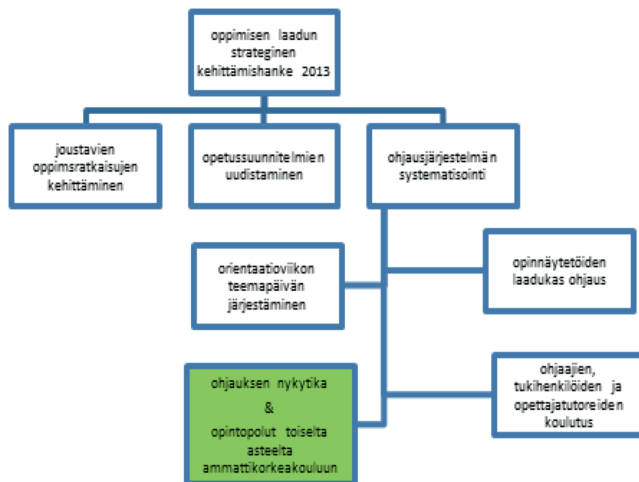 oppimisen laadun
strateginen
kehittämishanke 2013
joustavien
oppimsratkaisujen
kehittäminen
opetussuunnitelmien
uudistaminen
ohjausjärjestelmän
systematisointi
orientaatioviikon
teemapäivän
järjestäminen
opinnäytetöiden
laadukas ohjaus
ohjauksen nykytika
&
opintopolut toiselta
asteelta
ammattikorkeakouluun
ohjaajien,
tukihenkilöiden ja
opettajatutoreiden
koulutus